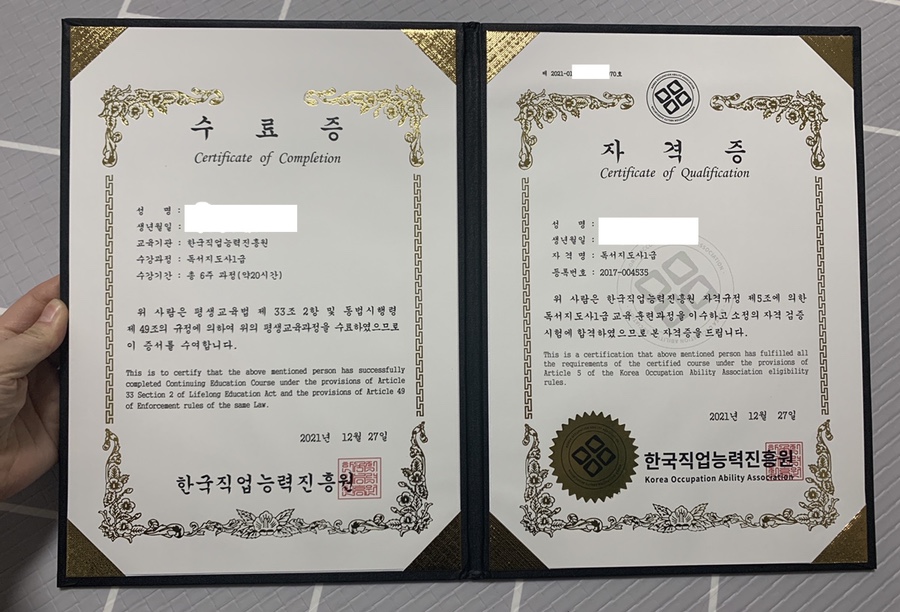 수 료 증
Certificate of Completion
성 명 :
생년월일 :
교육기관 : 한국직업능력진흥원
수강과정 : 독서지도사1급
수강기간 : 총 6주 과정(약20시간)
위 사람은 평생교육법 제 33조 2항 및 동법시행령
제 49조의 규정에 의하여 위의 평생교육과정을 수료하였으므로
이 증서를 수여합니다.
This is to certify that the above mentioned person has successfully
completed Continuing Education Course under the provisions of Article
33 Section 2 of Lifelong Education Act and the provisions of Article 49
of Enforcement rules of the same Law.
2021년 12월 27일
한국직업능력진흥원
제 2021-01 70호
자 격 증
Certificate of Qualification
성 명 :
생년월일 :
자 격 명 : 독서지도사1급
등록번호 : 2017-004535
위 사람은 한국직업능력진흥원 자격규정 제5조에 의한
독서지도사1급 교육 훈련과정을 이수하고 소정의 자격 검증
시험에 합격하였으므로 본 자격증을 드립니다.
This is a certification that above mentioned person has fulfilled all
the requirements of the certified course under the provisions of
Article 5 of the Korea Occupation Ability Association eligibility
rules.
2021년 12월 27일
한국직업능력진흥원
Korea Occupation Ability Association